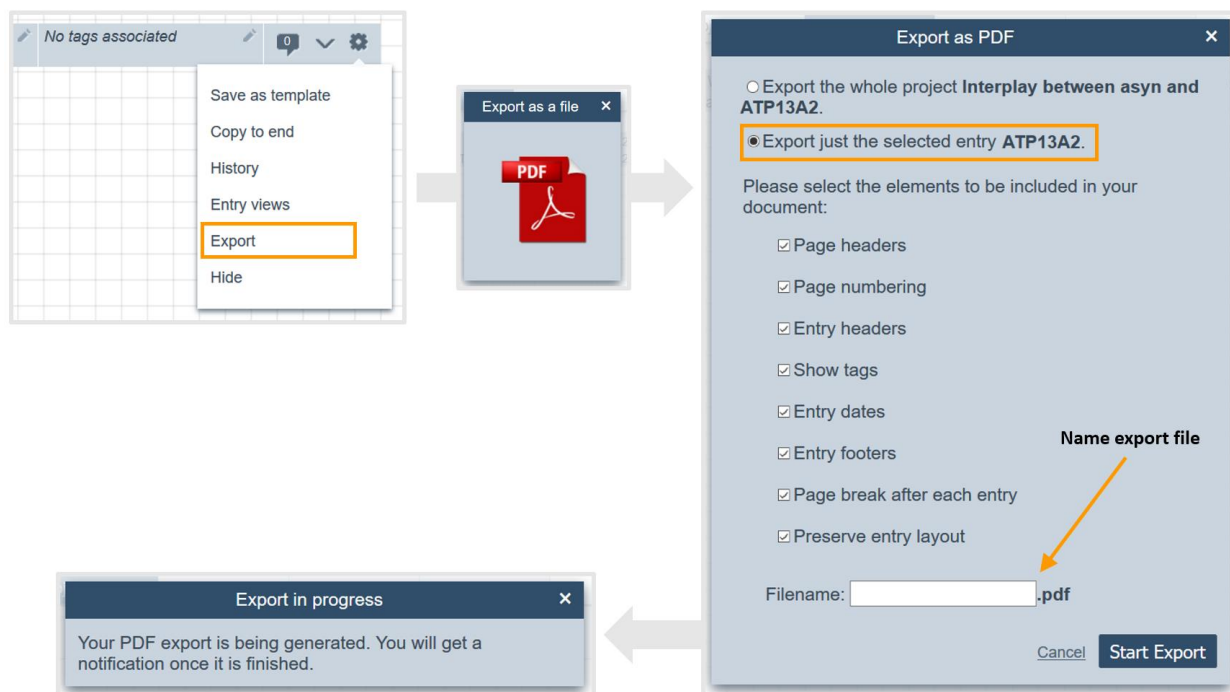 No tags associated
0
Save as template
Copy to end
History
Entry views
Export
Hide
Export as a file ×
PDF
Export as PDF ×
Export the whole project Interplay between asyn and
ATP13A2.
Export just the selected entry ATP13A2.
Please select the elements to be included in your
document:
Page headers
Page numbering
Entry headers
Show tags
Entry dates
Entry footers
Page break after each entry
Preserve entry layout
Name export file
Filename: .pdf
Cancel Start Export
Export in progress ×
Your PDF export is being generated. You will get a
notification once it is finished.